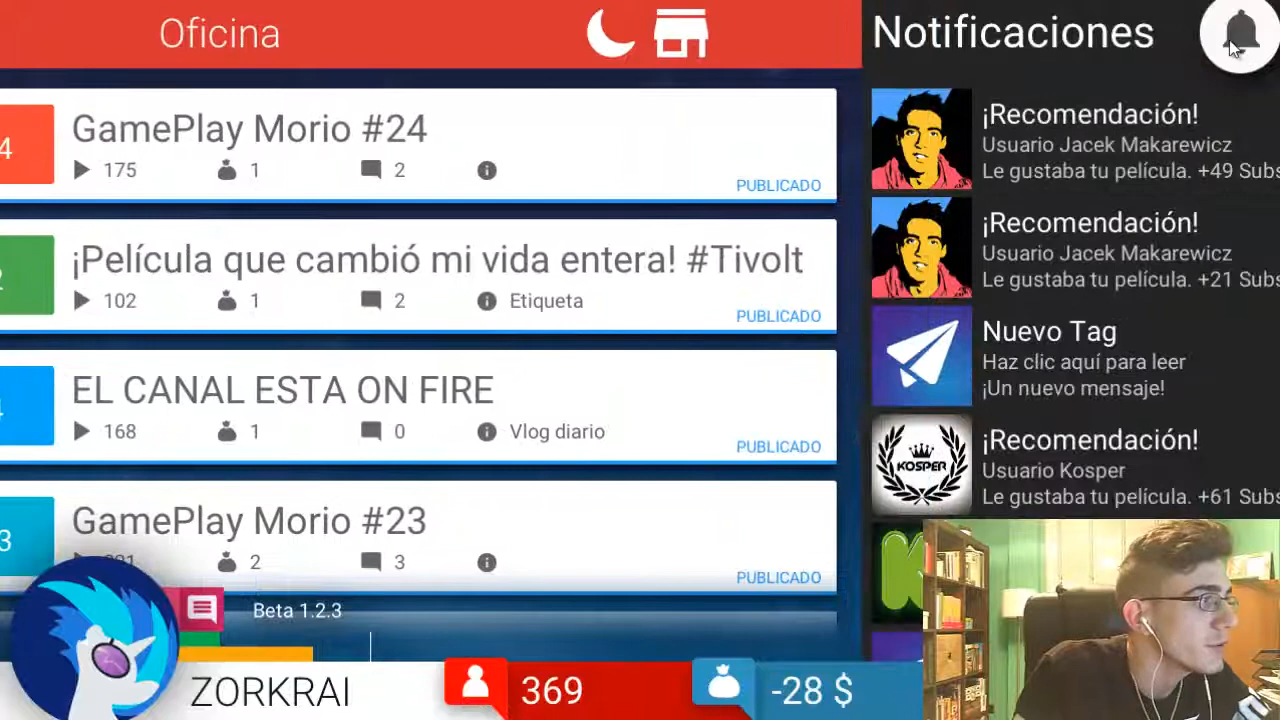 Oficina
Notificaciones
4
GamePlay Morio #24
175 1 2
PUBLICADO
¡Película que cambió mi vida entera! #Tivolt
102 1 2 Etiqueta
PUBLICADO
EL CANAL ESTA ON FIRE
168 1 0 Vlog diario
PUBLICADO
3
GamePlay Morio #23
2 3
PUBLICADO
¡Recomendación!
Usuario Jacek Makarewicz
Le gustaba tu película. +49 Subs
¡Recomendación!
Usuario Jacek Makarewicz
Le gustaba tu película. +21 Subs
Nuevo Tag
Haz clic aquí para leer
¡Un nuevo mensaje!
KOSPER
¡Recomendación!
Usuario Kosper
Le gustaba tu película. +61 Subs
Beta 1.2.3
ZORKRAI
369
-28 $